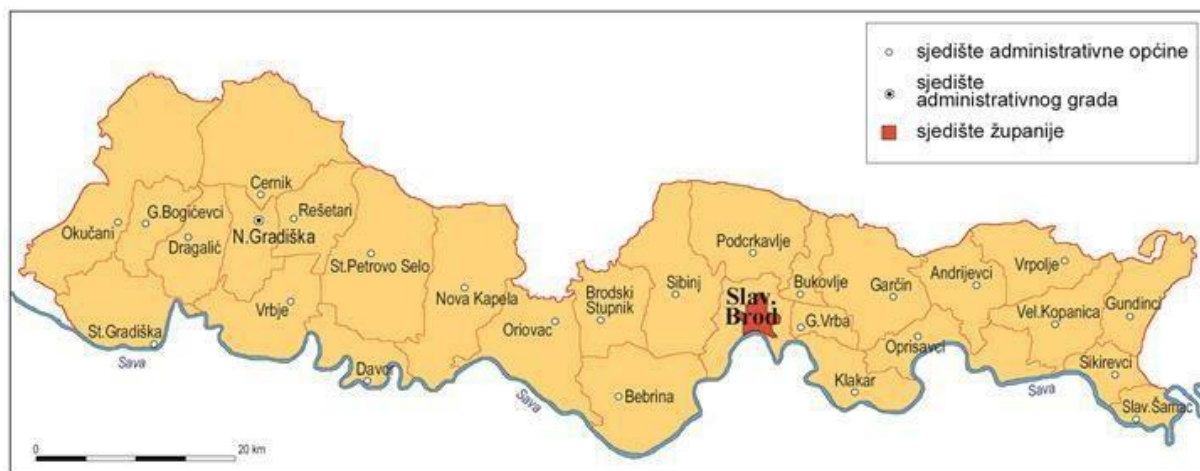 sjedište administrativne općine
sjedište
administrativnog grada
sjedište županije
Cernik
G.Bogićevci
Rešetari
Okučani
N.Gradiška
Dragalić
St.Petrovo Selo
Podcrkavlje
Vrpolje
Andrijevci
Bukovlje
Garčin
Sibinj
Brodski
Stupnik
Nova Kapela
Slav.
Brod
Gundinci
Vrbje
Vel.Kopanica
G.Vrba
Oriovac
St.Gradiška
Oprisavci
Sava
Davor
Klakar
Sikirevci
Sava
Bebrina
Sava
Slav.Šamac
0
20 km